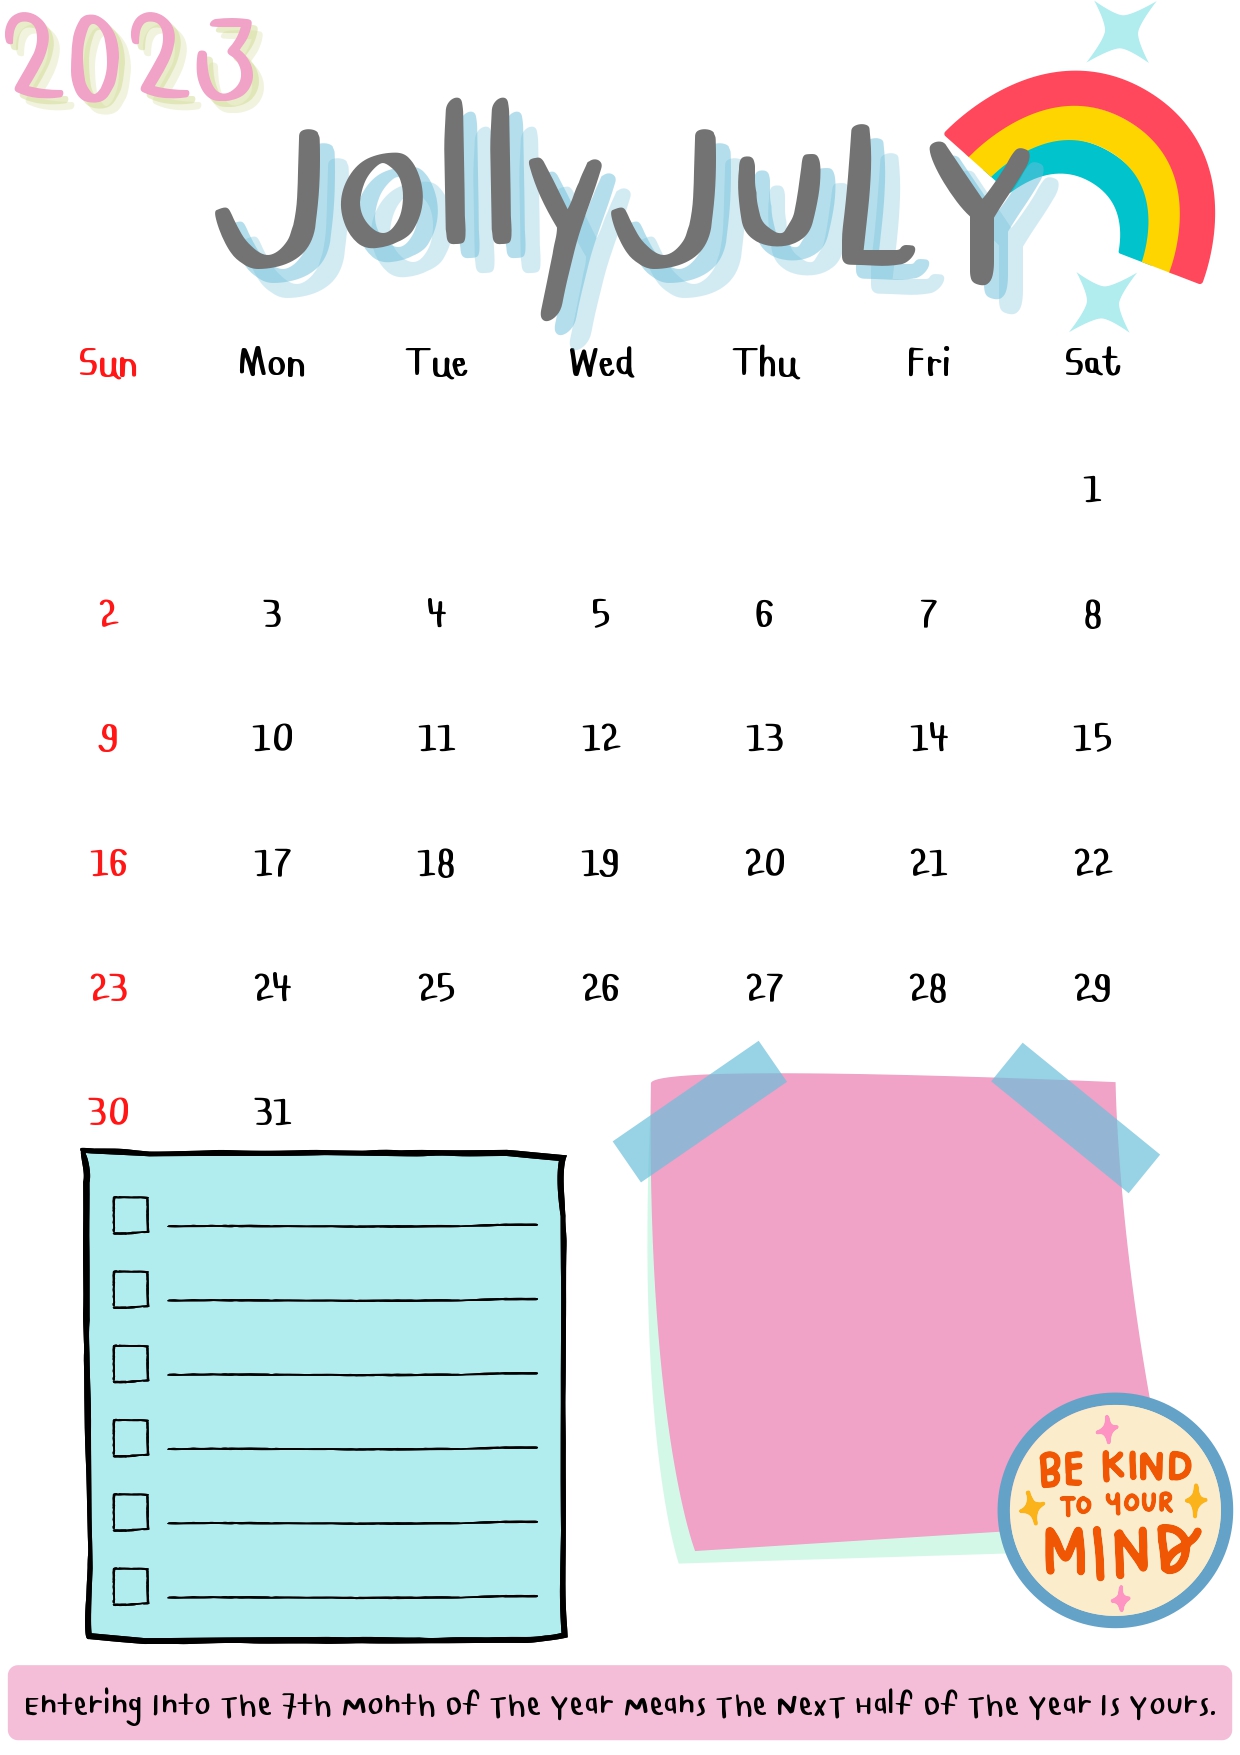 2023
Jolly JULY
Sun Mon Tue Wed Thu Fri Sat
1
2 3 4 5 6 7 8
9 10 11 12 13 14 15
16 17 18 19 20 21 22
23 24 25 26 27 28 29
30 31
BE KIND
TO YOUR
MIND
Entering Into The 7th Month Of The Year Means The Next Half Of The Year Is Yours.